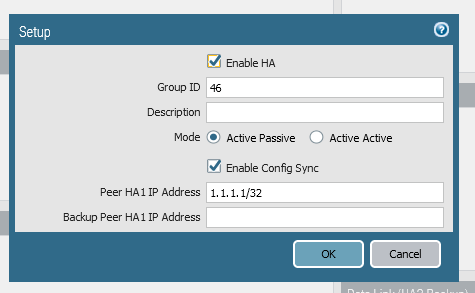 Setup
Enable HA
Group ID 46
Description
Mode Active Passive Active Active
Enable Config Sync
Peer HA1 IP Address 1.1.1.1/32
Backup Peer HA1 IP Address
OK Cancel
Data Link (HA2 Backup)